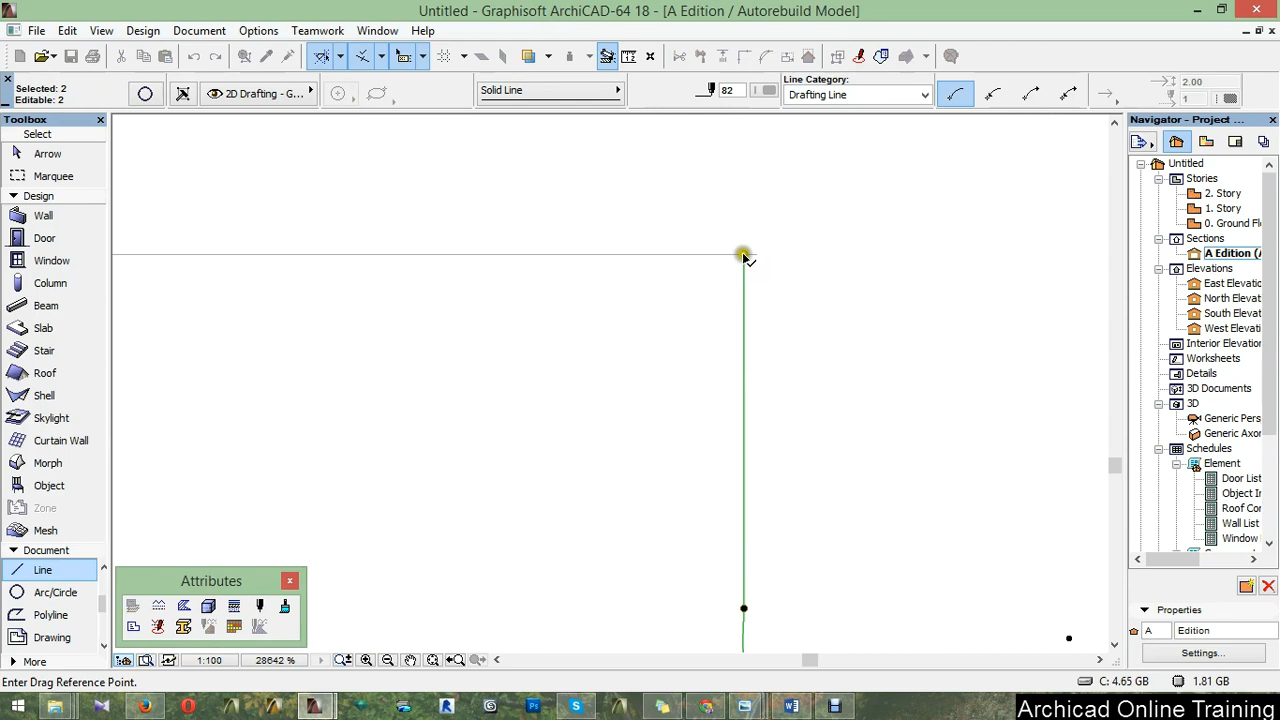 Untitled - Graphisoft ArchiCAD-64 18 - [A Edition / Autorebuild Model]
File Edit View Design Document Options Teamwork Window Help
Selected: 2
Editable: 2
2D Drafting - G...
Solid Line
82
Line Category:
Drafting Line
2.00
1
Toolbox
Select
Arrow
Marquee
Design
Wall
Door
Window
Column
Beam
Slab
Stair
Roof
Shell
Skylight
Curtain Wall
Morph
Object
Zone
Mesh
Document
Line
Arc/Circle
Polyline
Drawing
More
Attributes
1:100
28642 %
Enter Drag Reference Point.
Navigator - Project ...
Untitled
Stories
2. Story
1. Story
0. Ground Fl
Sections
A Edition (A
Elevations
East Elevatio
North Elevat
South Elevat
West Elevati
Interior Elevation
Worksheets
Details
3D Documents
3D
Generic Pers
Generic Axor
Schedules
Element
Door List
Object In
Roof Cor
Wall List
Window
Properties
A Edition
Settings...
C: 4.65 GB 1.81 GB
Archicad Online Training